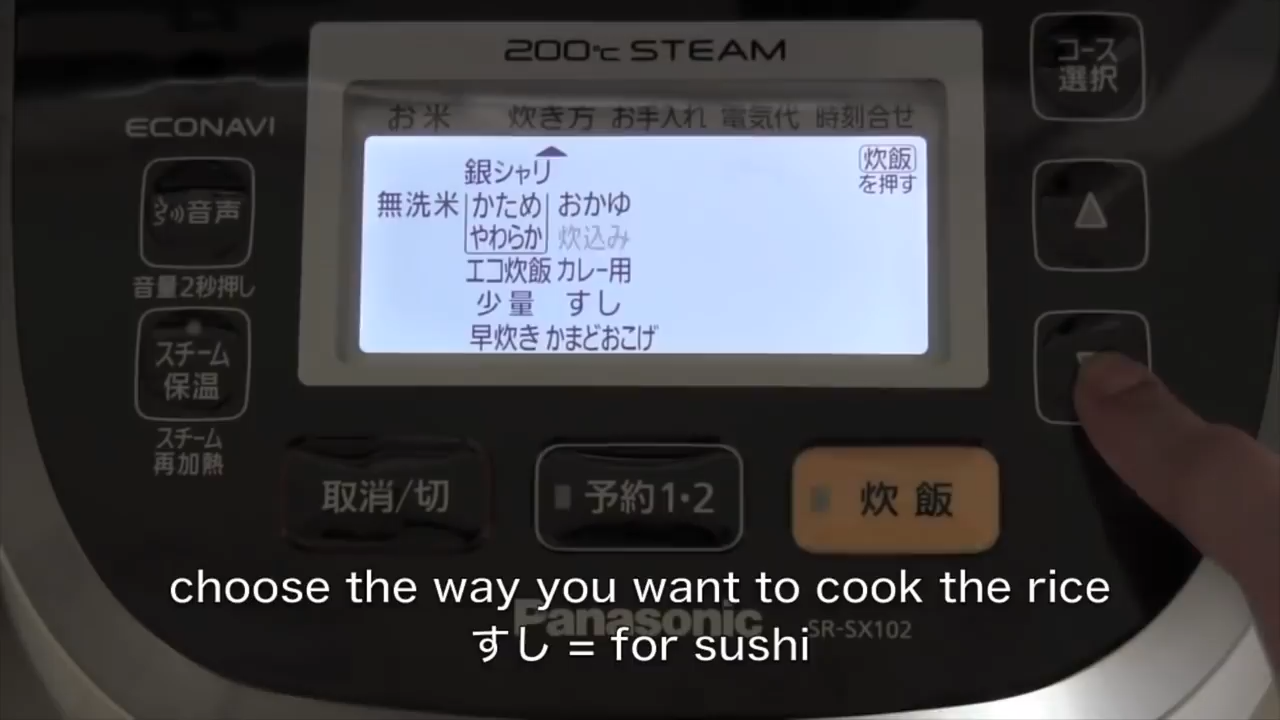 200℃ STEAM
コース
選択
お米 炊き方 お手入れ 電気代 時刻合せ
ECONAVI
銀シャリ
炊飯
を押す
無洗米 かため おかゆ
やわらか 炊込み
エコ炊飯 カレー用
少量 すし
早炊き かまどおこげ
音声
音量2秒押し
スチーム
保温
スチーム
再加熱
取消/切
予約1・2
炊飯
choose the way you want to cook the rice
Panasonic
SR-SX102
すし = for sushi